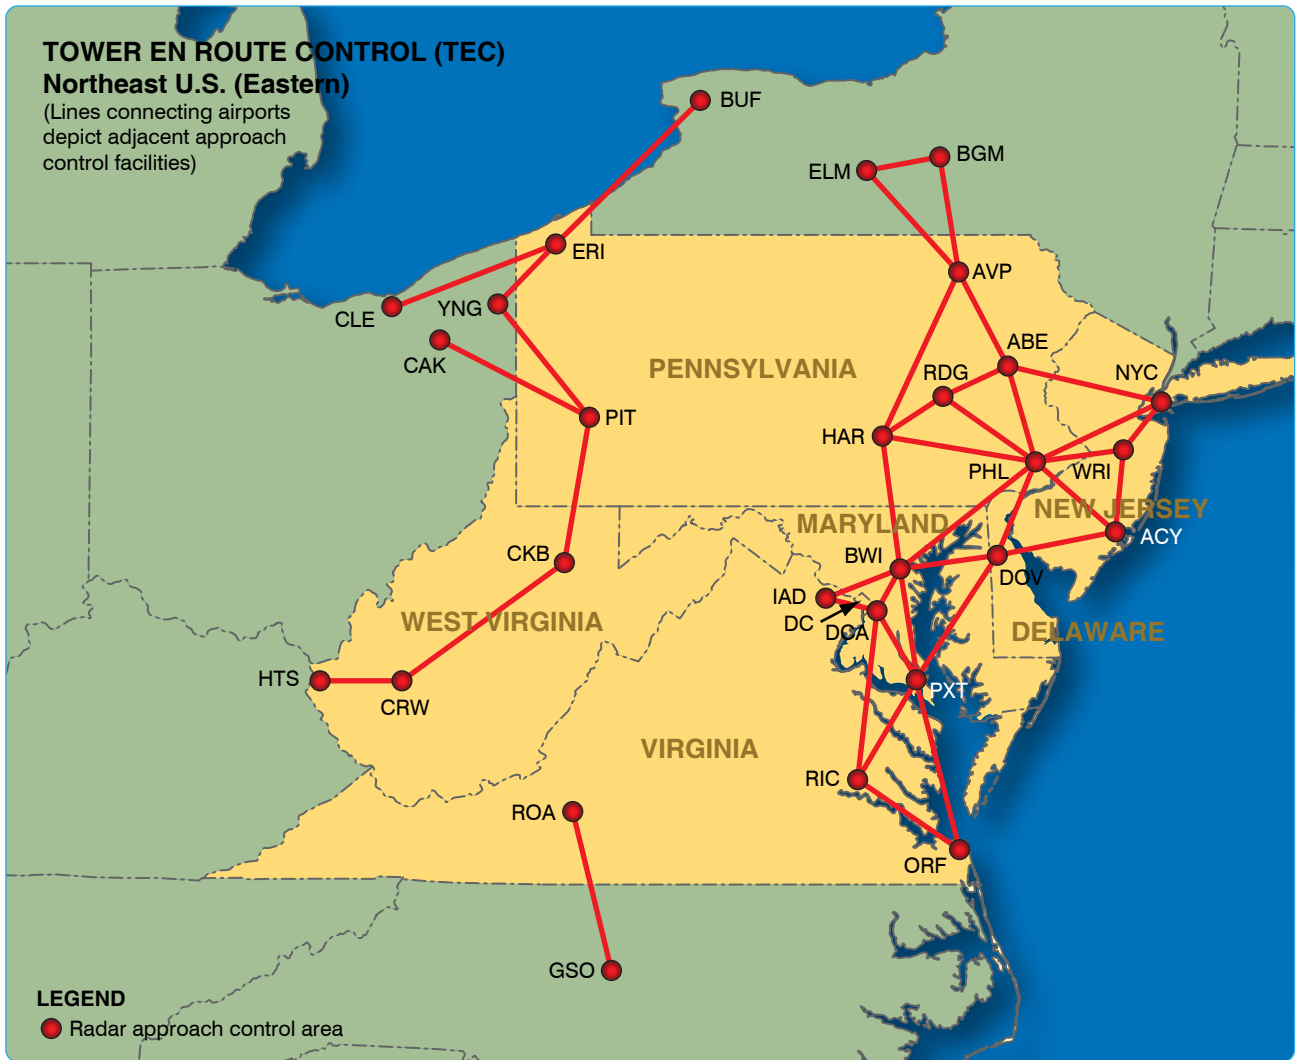 TOWER EN ROUTE CONTROL (TEC)
Northeast U.S. (Eastern)
(Lines connecting airports
depict adjacent approach
control facilities)
BUF
BGM
ELM
ERI
AVP
YNG
CLE
ABE
CAK
PENNSYLVANIA
RDG
NYC
PIT
HAR
PHL
WRI
NEW JERSEY
MARYLAND
ACY
CKB
BWI
DOV
IAD
WEST VIRGINIA
DC
DCA
DELAWARE
HTS
PXT
CRW
VIRGINIA
RIC
ROA
ORF
GSO
LEGEND
Radar approach control area